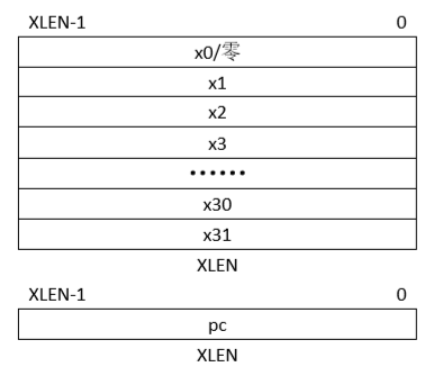 XLEN-1 0
x0/零
x1
x2
x3
••••••
x30
x31
XLEN
XLEN-1 0
pc
XLEN